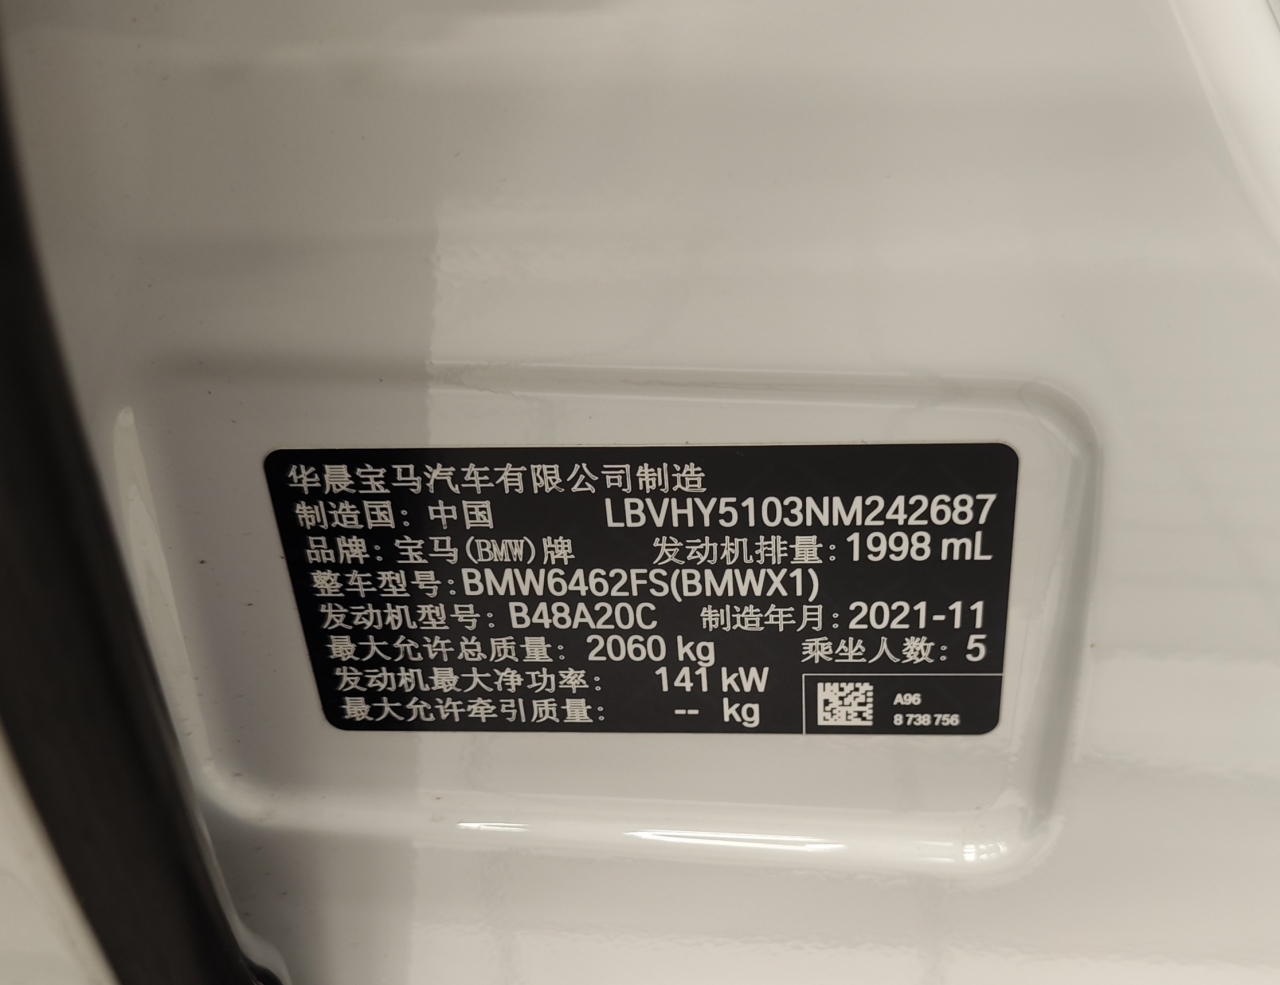 华晨宝马汽车有限公司制造
制造国：中国 LBVHY5103NM242687
品牌：宝马(BMW)牌 发动机排量：1998 mL
整车型号：BMW6462FS(BMWX1)
发动机型号：B48A20C 制造年月：2021-11
最大允许总质量：2060 kg 乘坐人数：5
发动机最大净功率：141 kW
最大允许牵引质量：-- kg
A96
8 738 756